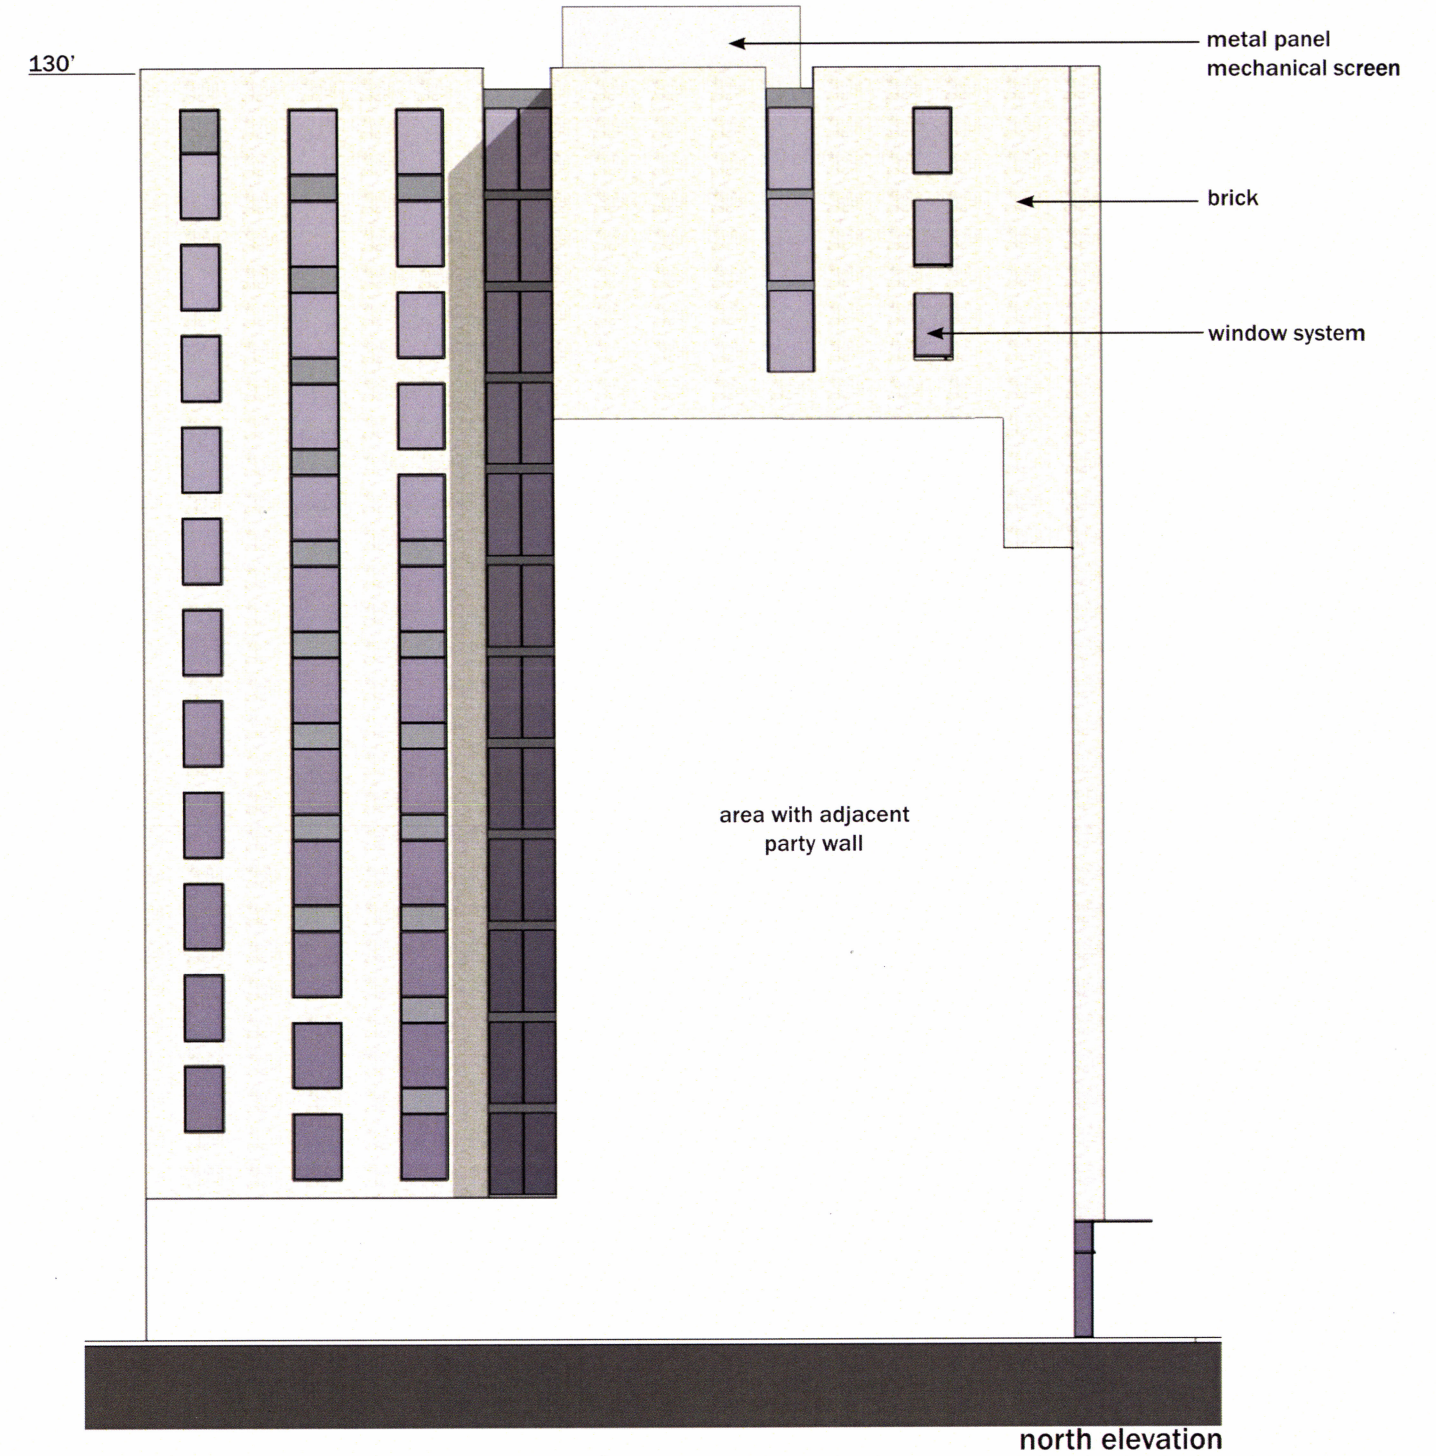 130'
metal panel
mechanical screen
brick
window system
area with adjacent
party wall
north elevation